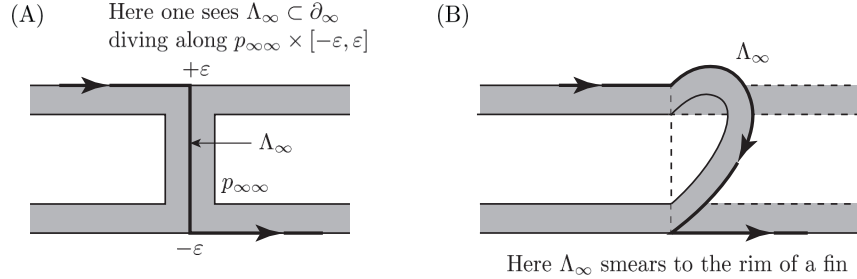 (A)
Here one sees Λ∞ ⊂ ∂∞
diving along p∞∞ × [−ε, ε]
+ε
Λ∞
p∞∞
−ε
(B)
Λ∞
Here Λ∞ smears to the rim of a fin